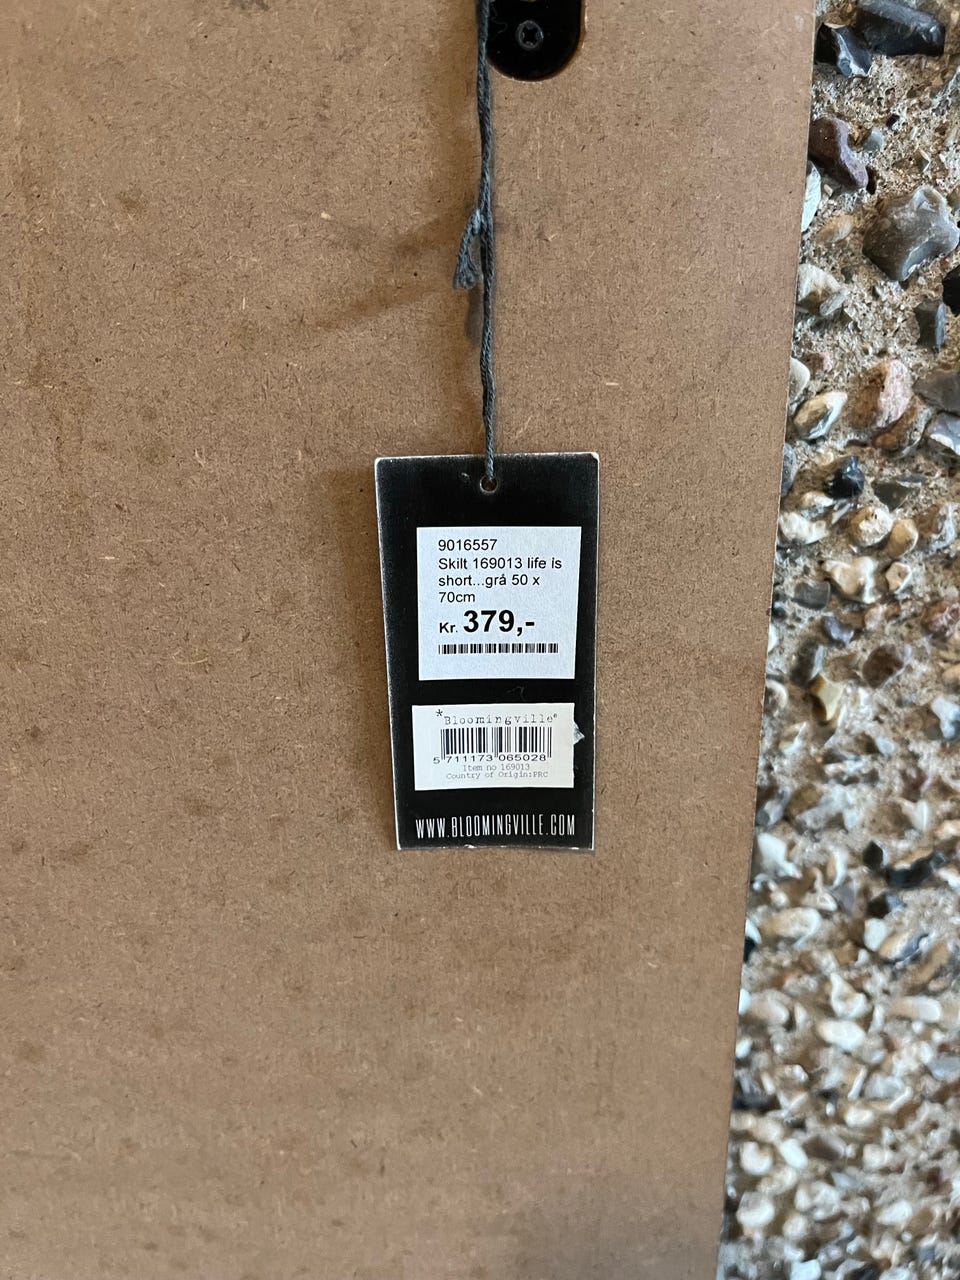 9016557
Skilt 169013 life is
short...grå 50 x
70cm
Kr. 379,-
*Bloomingville®
5 711173 065028
Item no 169013
Country of Origin:PRC
WWW.BLOOMINGVILLE.COM